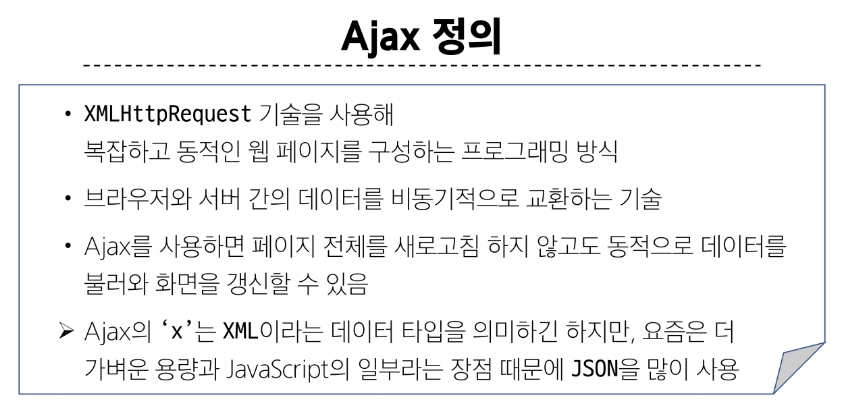 Ajax 정의
• XMLHttpRequest 기술을 사용해
복잡하고 동적인 웹 페이지를 구성하는 프로그래밍 방식
• 브라우저와 서버 간의 데이터를 비동기적으로 교환하는 기술
• Ajax를 사용하면 페이지 전체를 새로고침 하지 않고도 동적으로 데이터를
불러와 화면을 갱신할 수 있음
➢ Ajax의 ‘x’는 XML이라는 데이터 타입을 의미하긴 하지만, 요즘은 더
가벼운 용량과 JavaScript의 일부라는 장점 때문에 JSON을 많이 사용